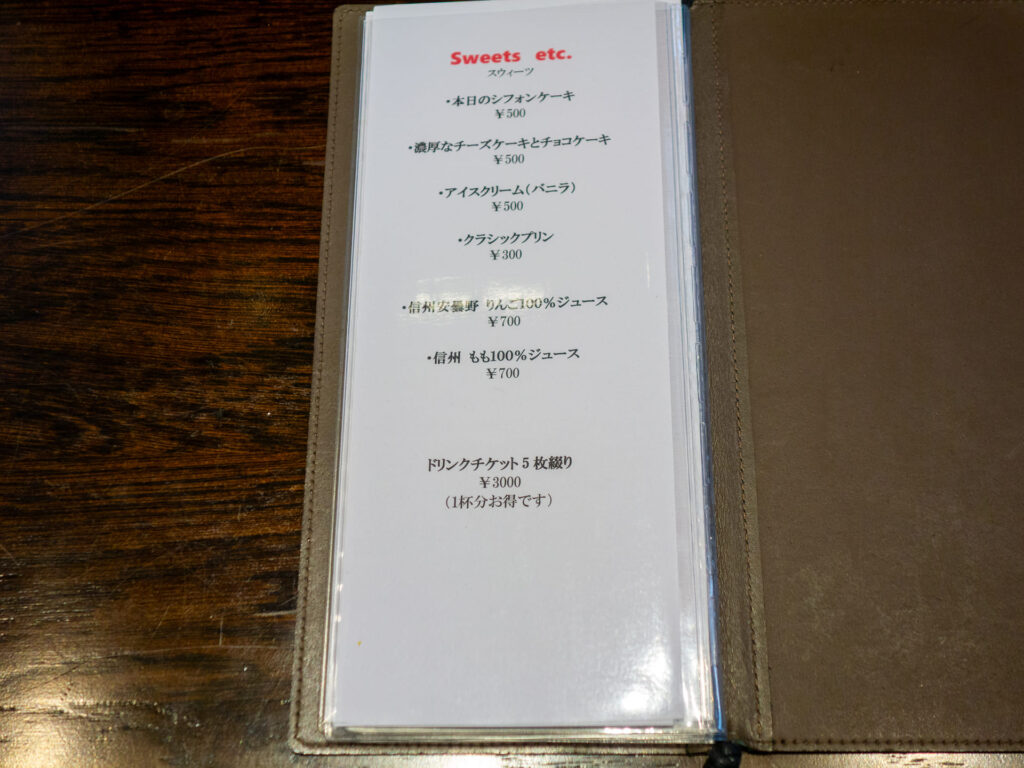 Sweets etc.
スウィーツ
・本日のシフォンケーキ
￥500
・濃厚なチーズケーキとチョコケーキ
￥500
・アイスクリーム（バニラ）
￥500
・クラシックプリン
￥300
・信州安曇野 りんご100％ジュース
￥700
・信州 もも100％ジュース
￥700
ドリンクチケット5枚綴り
￥3000
（1杯分お得です）